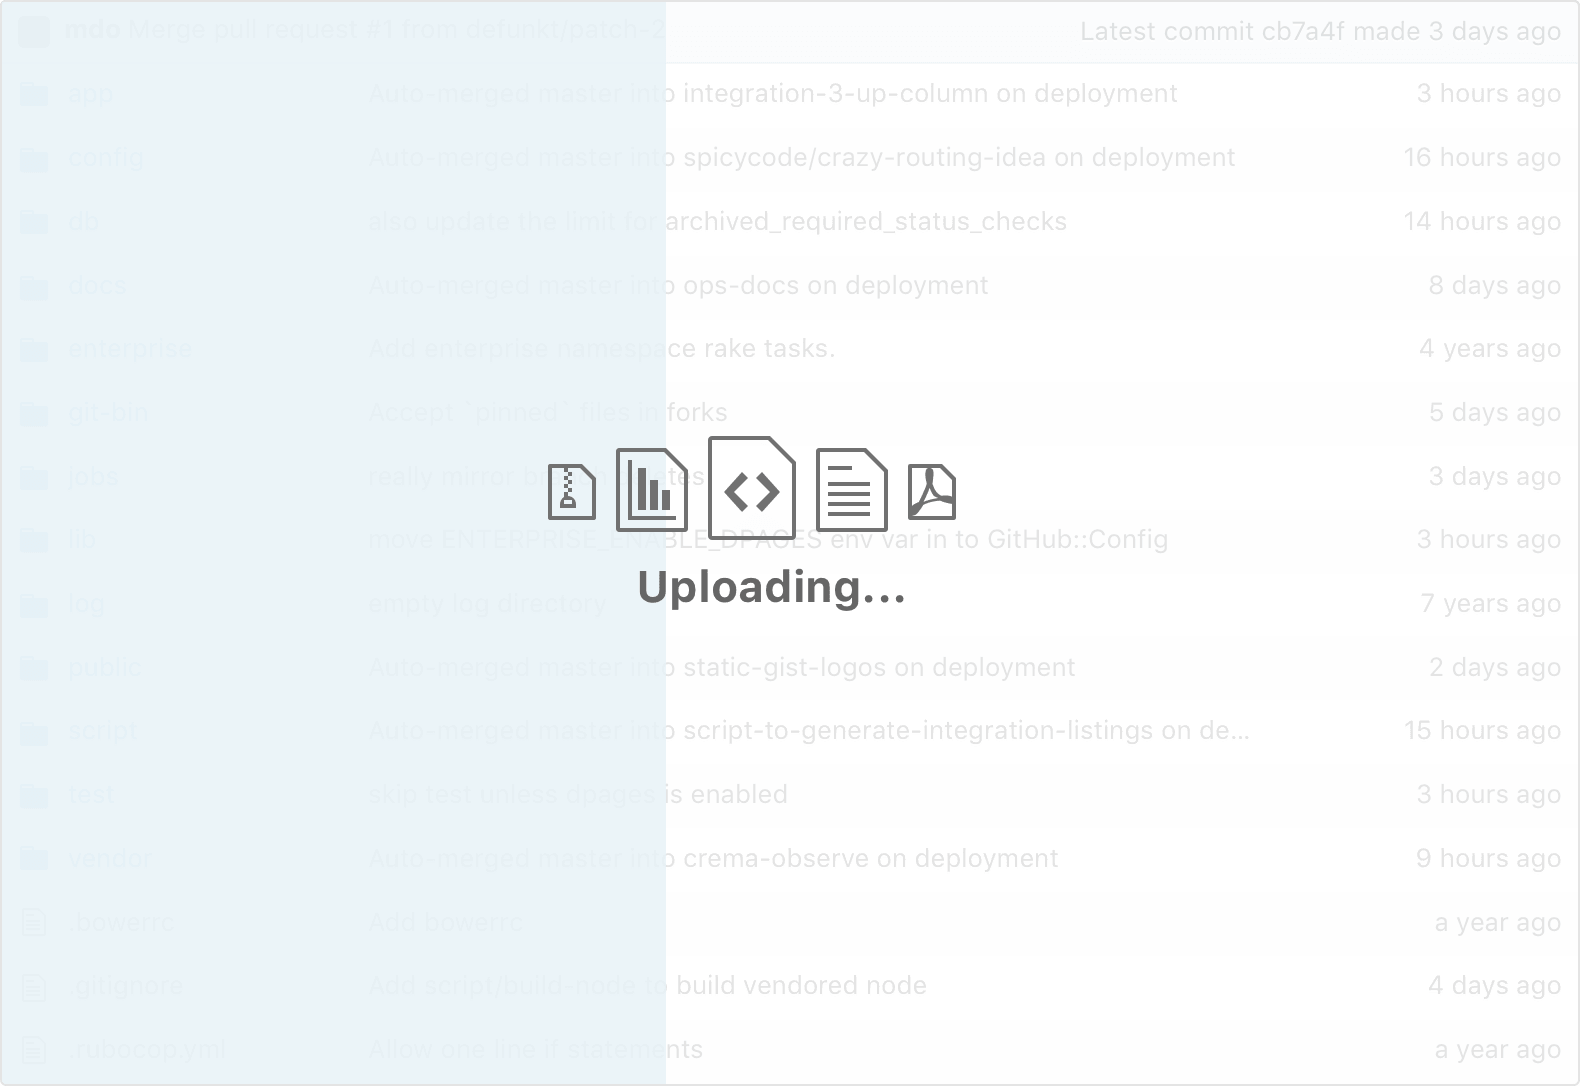 mdo Merge pull request #1 from defunkt/patch-2 Latest commit cb7a4f made 3 days ago
app Auto-merged master into integration-3-up-column on deployment 3 hours ago
config Auto-merged master into spicycode/crazy-routing-idea on deployment 16 hours ago
db also update the limit for archived_required_status_checks 14 hours ago
docs Auto-merged master into ops-docs on deployment 8 days ago
enterprise Add enterprise namespace rake tasks. 4 years ago
git-bin Accept `pinned` files in forks 5 days ago
jobs really mirror branch updates 3 days ago
lib move ENTERPRISE_ENABLE_DPAGES env var in to GitHub::Config 3 hours ago
Uploading...
log empty log directory 7 years ago
public Auto-merged master into static-gist-logos on deployment 2 days ago
script Auto-merged master into script-to-generate-integration-listings on de... 15 hours ago
test skip test unless dpages is enabled 3 hours ago
vendor Auto-merged master into crema-observe on deployment 9 hours ago
.bowerrc Add bowerrc a year ago
.gitignore Add script/build-node to build vendored node 4 days ago
.rubocop.yml Allow one line if statements a year ago